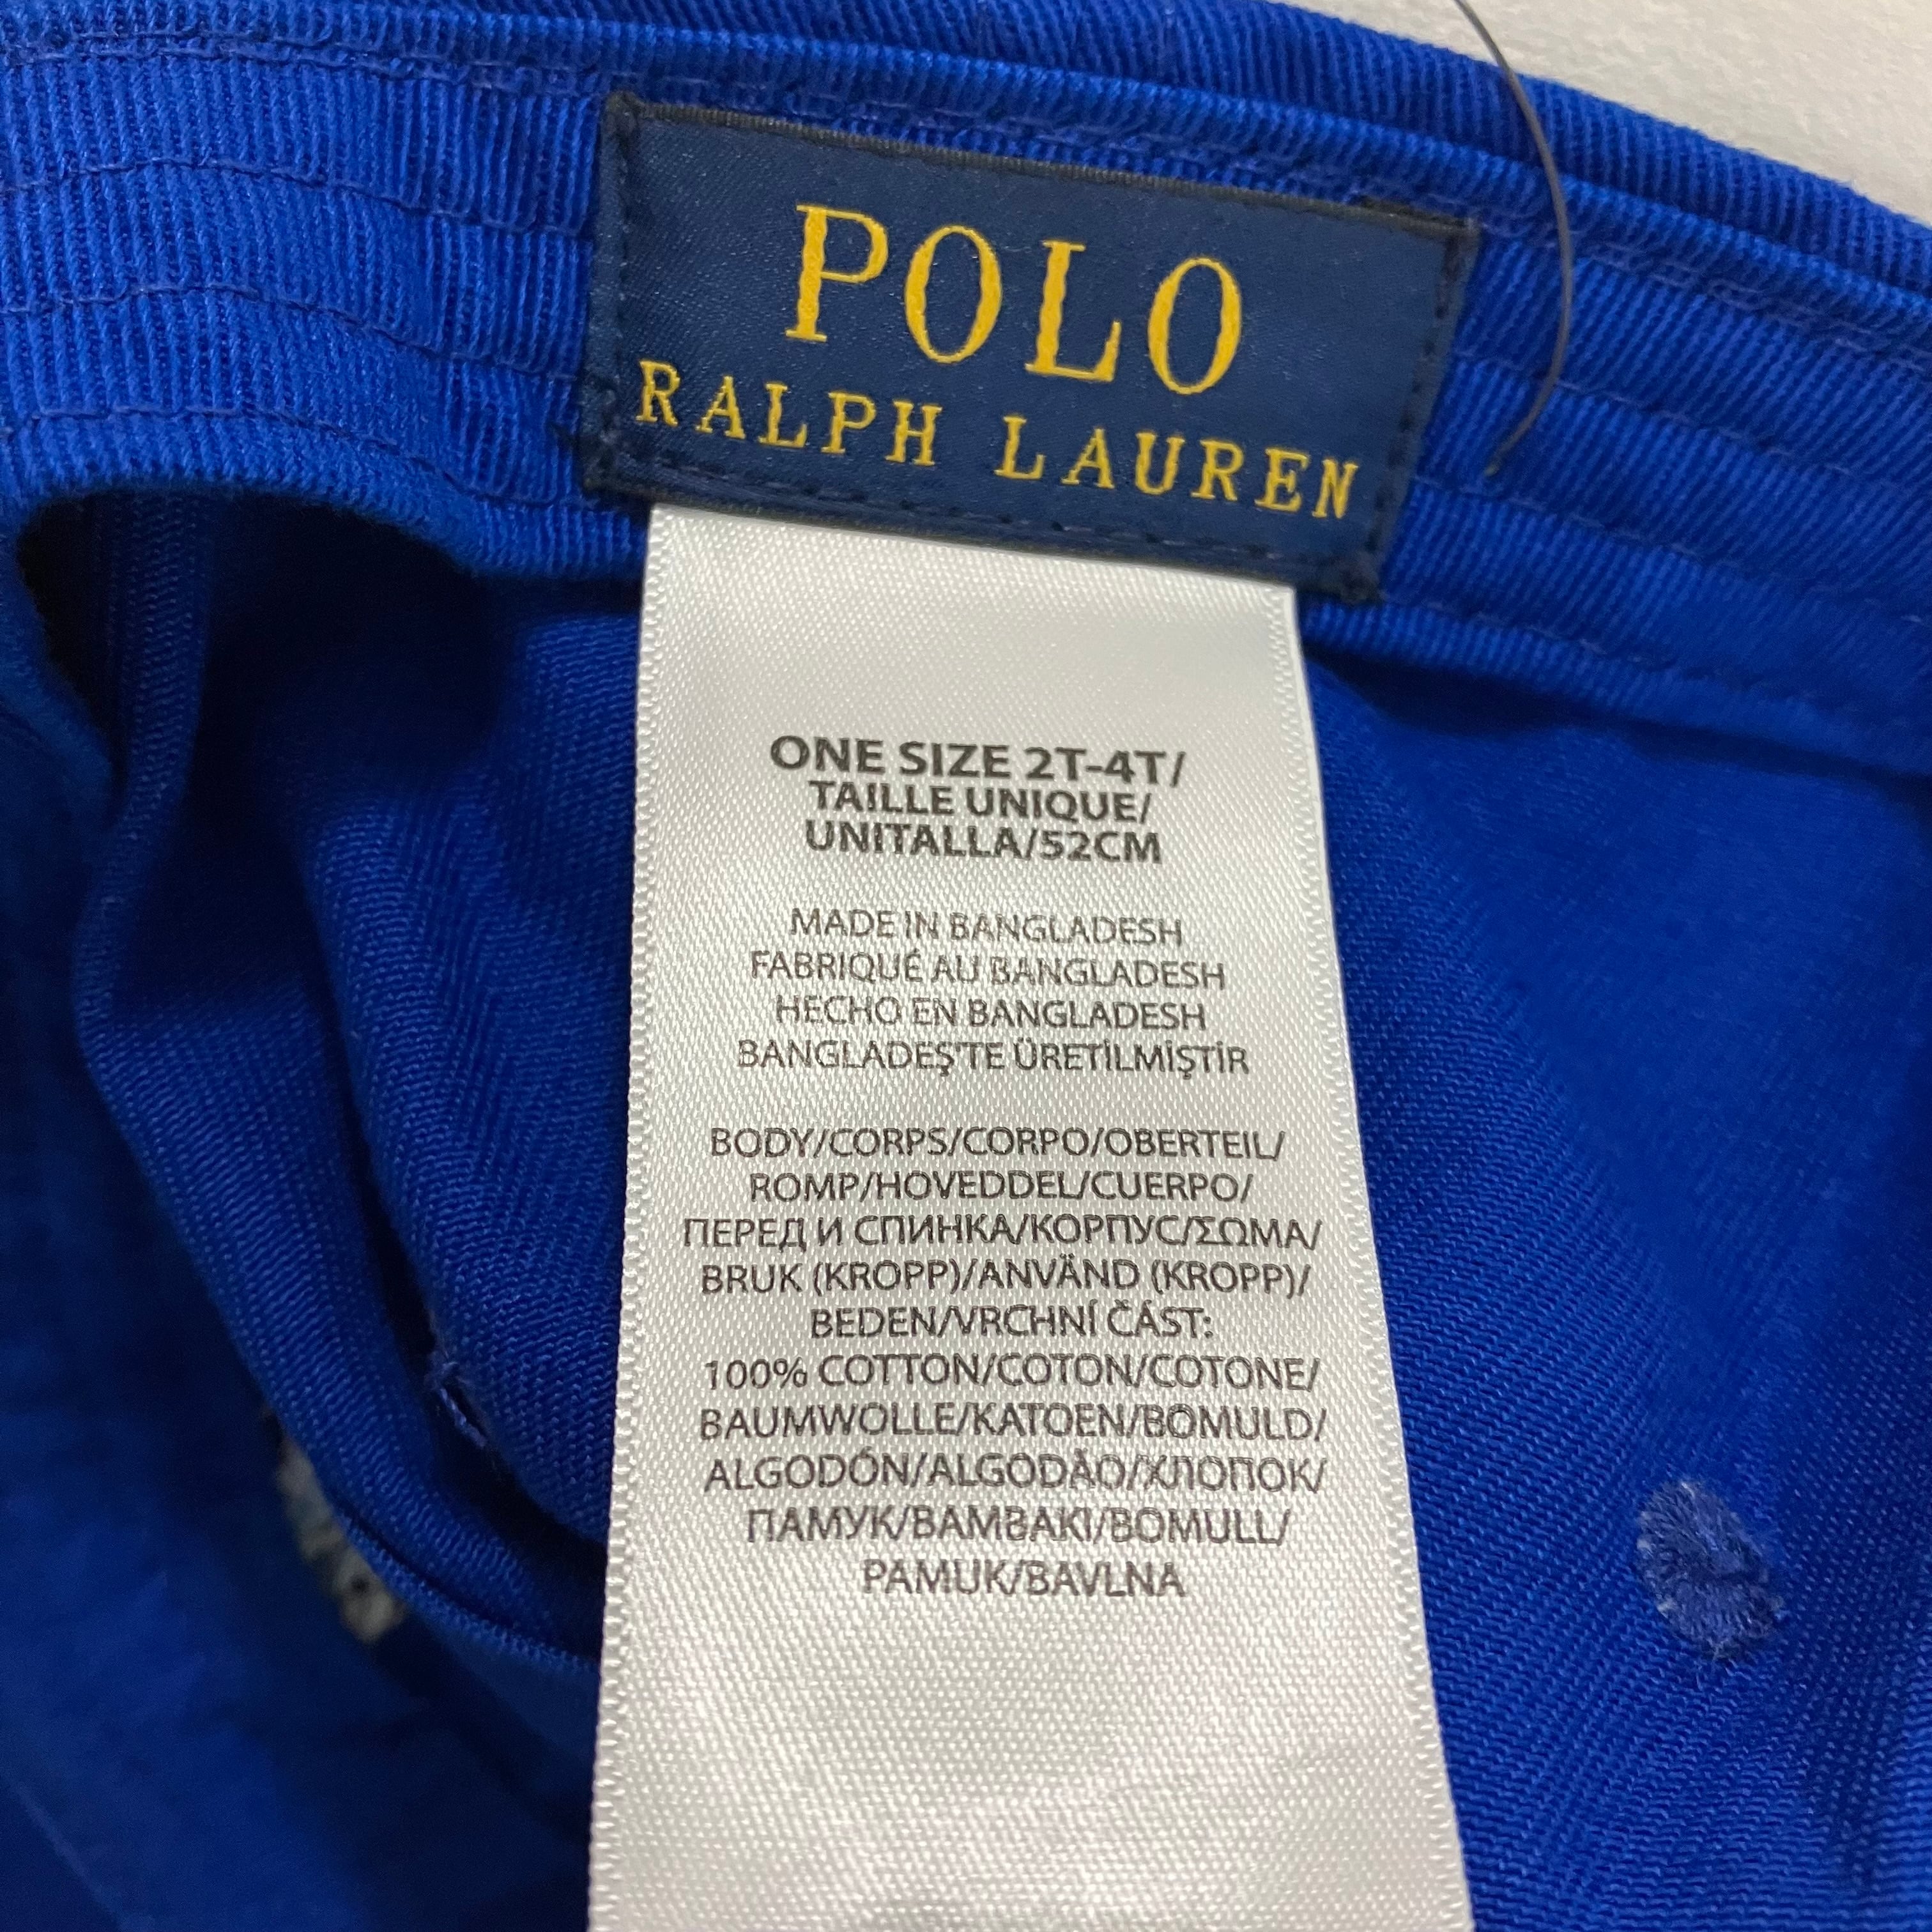 POLO
RALPH LAUREN
ONE SIZE 2T-4T/
TAILLE UNIQUE/
UNITALLA/52CM
MADE IN BANGLADESH
FABRIQUÉ AU BANGLADESH
HECHO EN BANGLADESH
BANGLADEŞ'TE ÜRETİLMİŞTİR
BODY/CORPS/CORPO/OBERTEIL/
ROMP/HOVEDDEL/CUERPO/
ПЕРЕД И СПИНКА/КОРПУС/ΣΩΜΑ/
BRUK (KROPP)/ANVÄND (KROPP)/
BEDEN/VRCHNÍ ČÁST:
100% COTTON/COTON/COTONE/
BAUMWOLLE/KATOEN/BOMULD/
ALGODÓN/ALGODÃO/ХЛОПОК/
ПАМУК/ΒΑΜΒΑΚΙ/BOMULL/
PAMUK/BAVLNA